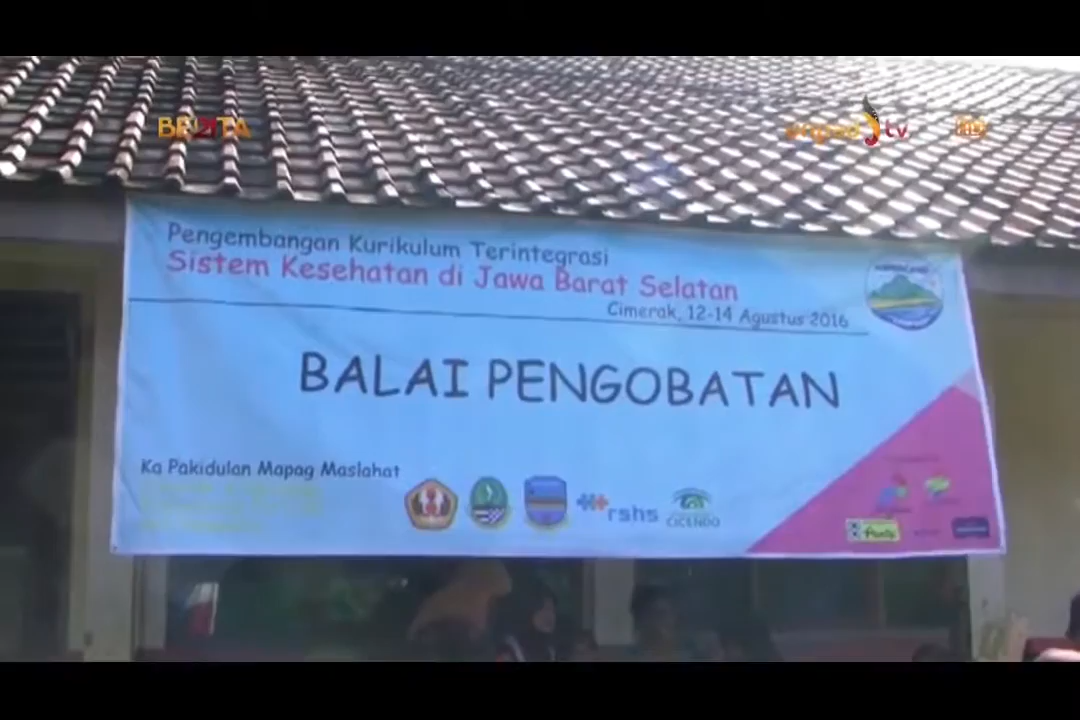 BERITA
unpad tv
Pengembangan Kurikulum Terintegrasi
Sistem Kesehatan di Jawa Barat Selatan
Cimerak, 12-14 Agustus 2016
BALAI PENGOBATAN
Ka Pakidulan Mapag Maslahat
rshs
CICENDO